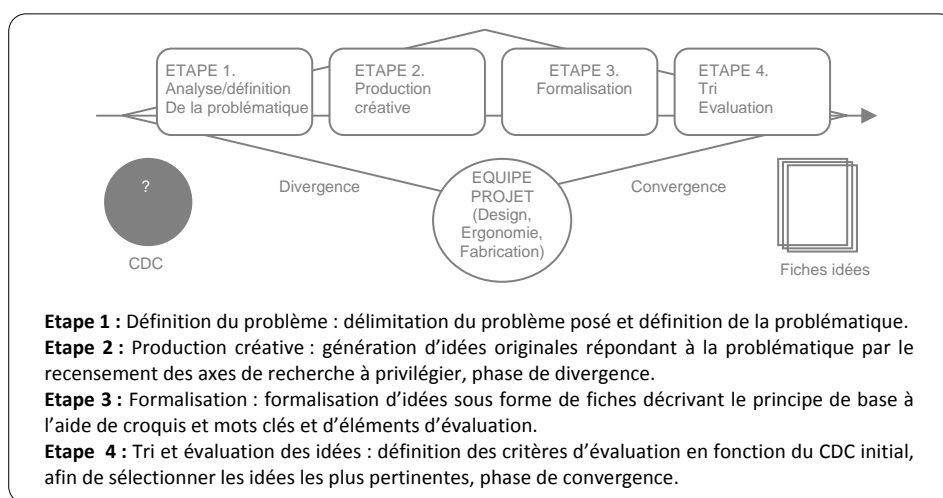 ETAPE 1.
Analyse/définition
De la problématique
ETAPE 2.
Production
créative
ETAPE 3.
Formalisation
ETAPE 4.
Tri
Evaluation
?
CDC
Divergence
EQUIPE
PROJET
(Design,
Ergonomie,
Fabrication)
Convergence
Fiches idées
Etape 1 : Définition du problème : délimitation du problème posé et définition de la problématique.
Etape 2 : Production créative : génération d’idées originales répondant à la problématique par le
recensement des axes de recherche à privilégier, phase de divergence.
Etape 3 : Formalisation : formalisation d’idées sous forme de fiches décrivant le principe de base à
l’aide de croquis et mots clés et d’éléments d’évaluation.
Etape 4 : Tri et évaluation des idées : définition des critères d’évaluation en fonction du CDC initial,
afin de sélectionner les idées les plus pertinentes, phase de convergence.